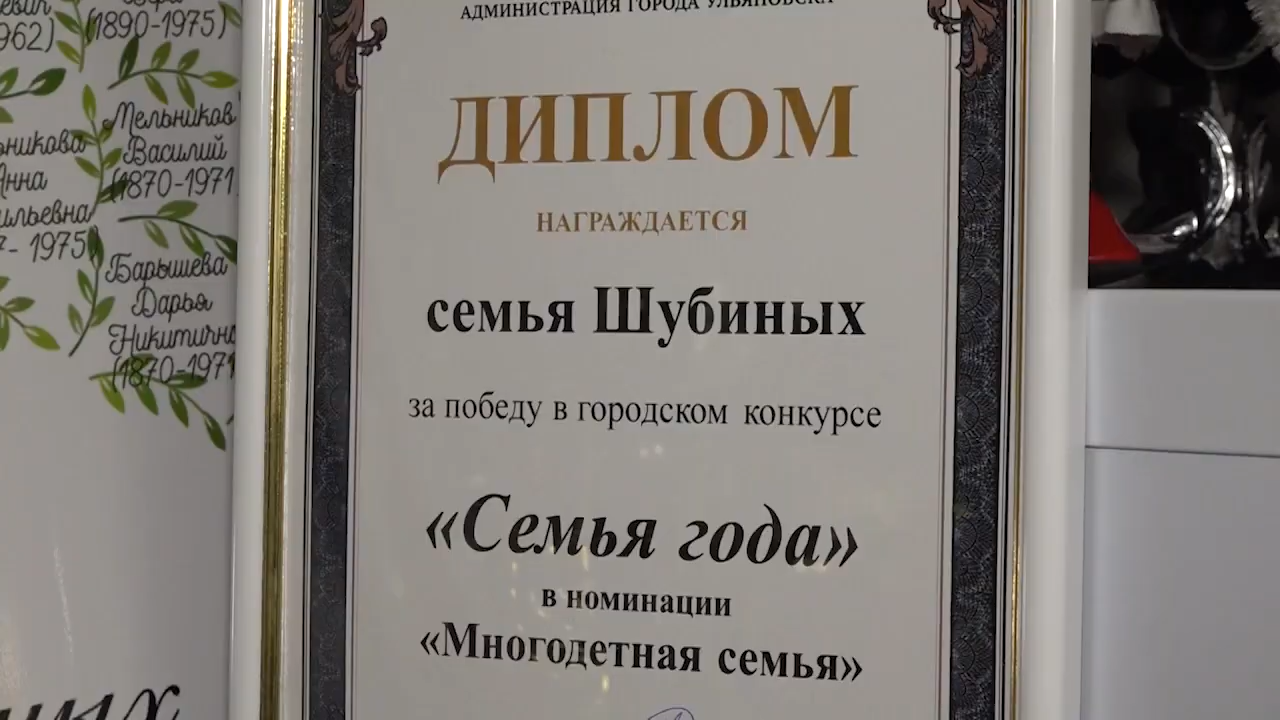 (1890-1975)
962)
Мельников
Василий
(1870-1971
Анна
1975)
Барышева
Дарья
Никитична
(1870-1971
АДМИНИСТРАЦИЯ ГОРОДА УЛЬЯНОВСКА
ДИПЛОМ
НАГРАЖДАЕТСЯ
семья Шубиных
за победу в городском конкурсе
«Семья года»
в номинации
«Многодетная семья»